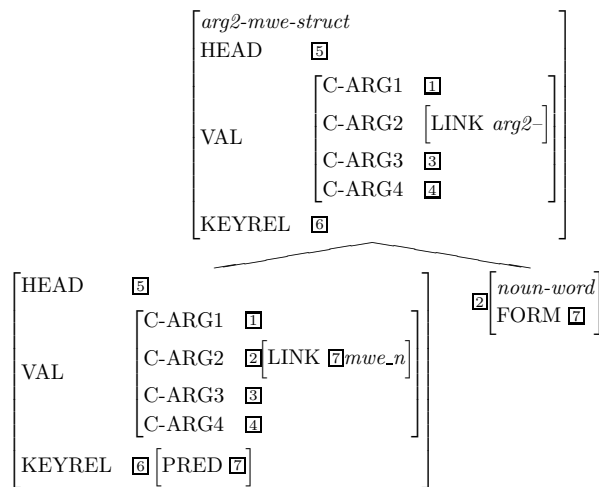 arg2-mwe-struct
HEAD 5
VAL
C-ARG1 1
C-ARG2 [LINK arg2–]
C-ARG3 3
C-ARG4 4
KEYREL 6
HEAD 5
VAL
C-ARG1 1
C-ARG2 2[LINK 7mwe_n]
C-ARG3 3
C-ARG4 4
KEYREL 6 [PRED 7]
2
noun-word
FORM 7